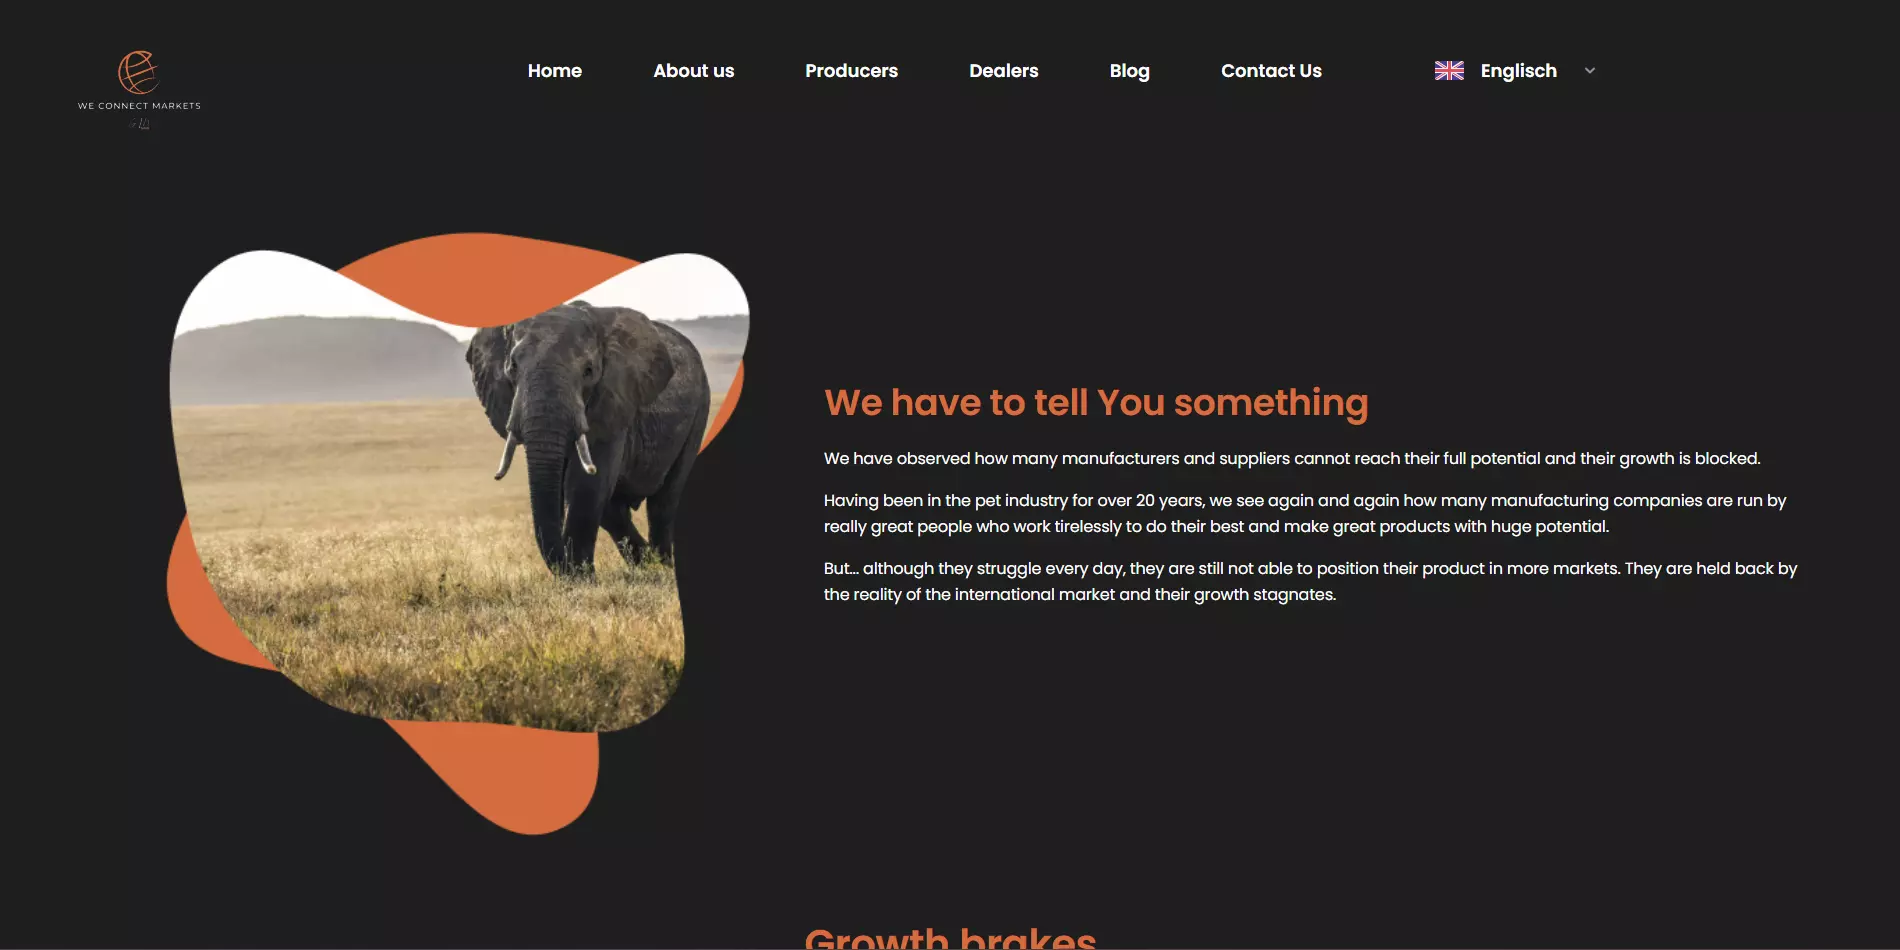 Home About us Producers Dealers Blog Contact Us Englisch
WE CONNECT MARKETS
We have to tell You something
We have observed how many manufacturers and suppliers cannot reach their full potential and their growth is blocked.
Having been in the pet industry for over 20 years, we see again and again how many manufacturing companies are run by
really great people who work tirelessly to do their best and make great products with huge potential.
But... although they struggle every day, they are still not able to position their product in more markets. They are held back by
the reality of the international market and their growth stagnates.
Growth brakes